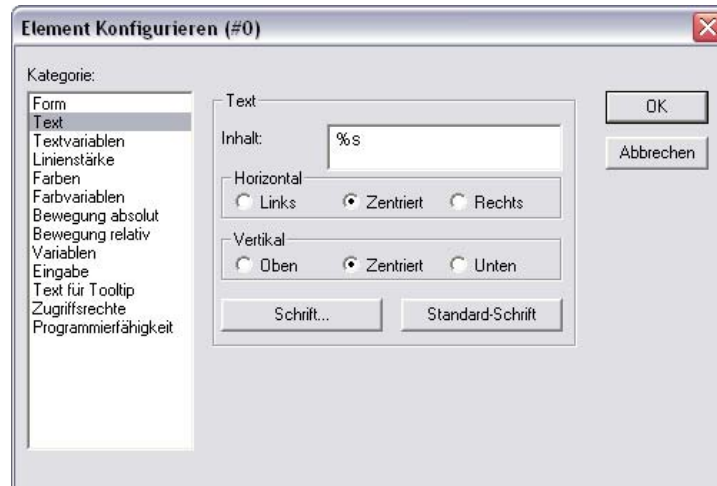 Element Konfigurieren (#0)
Kategorie:
Form
Text
Textvariablen
Linienstärke
Farben
Farbvariablen
Bewegung absolut
Bewegung relativ
Variablen
Eingabe
Text für Tooltip
Zugriffsrechte
Programmierfähigkeit
Text
Inhalt: %s
Horizontal
Links Zentriert Rechts
Vertikal
Oben Zentriert Unten
Schrift... Standard-Schrift
OK
Abbrechen